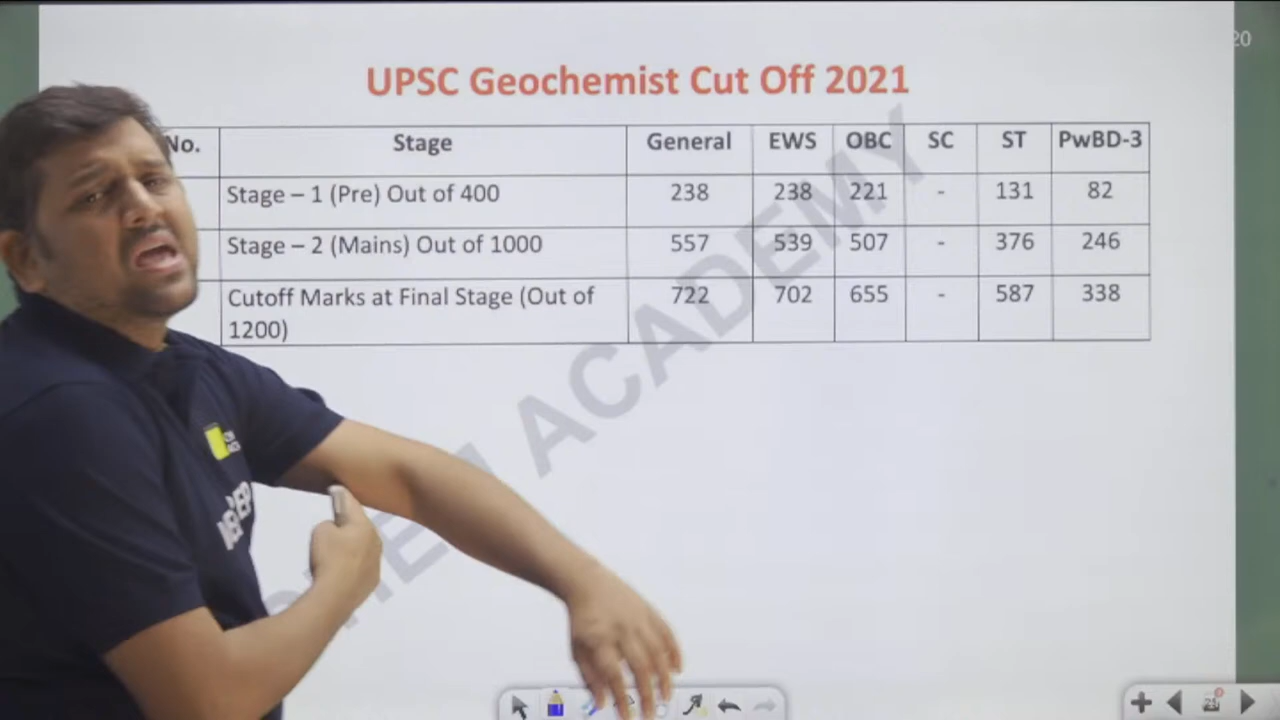 20
UPSC Geochemist Cut Off 2021
No. Stage General EWS OBC SC ST PwBD-3
Stage – 1 (Pre) Out of 400 238 238 221 - 131 82
Stage – 2 (Mains) Out of 1000 557 539 507 - 376 246
Cutoff Marks at Final Stage (Out of 722 702 655 - 587 338
1200)
ACADEMY